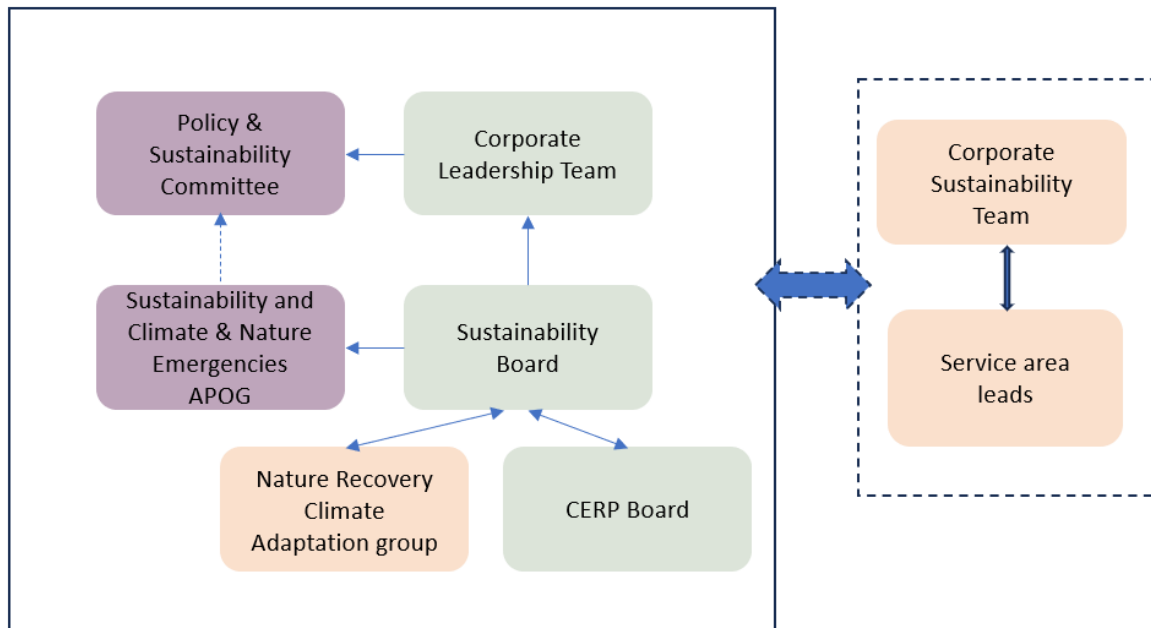 Policy &
Sustainability
Committee
Corporate
Leadership Team
Corporate
Sustainability
Team
Sustainability and
Climate & Nature
Emergencies
APOG
Sustainability
Board
Service area
leads
Nature Recovery
Climate
Adaptation group
CERP Board